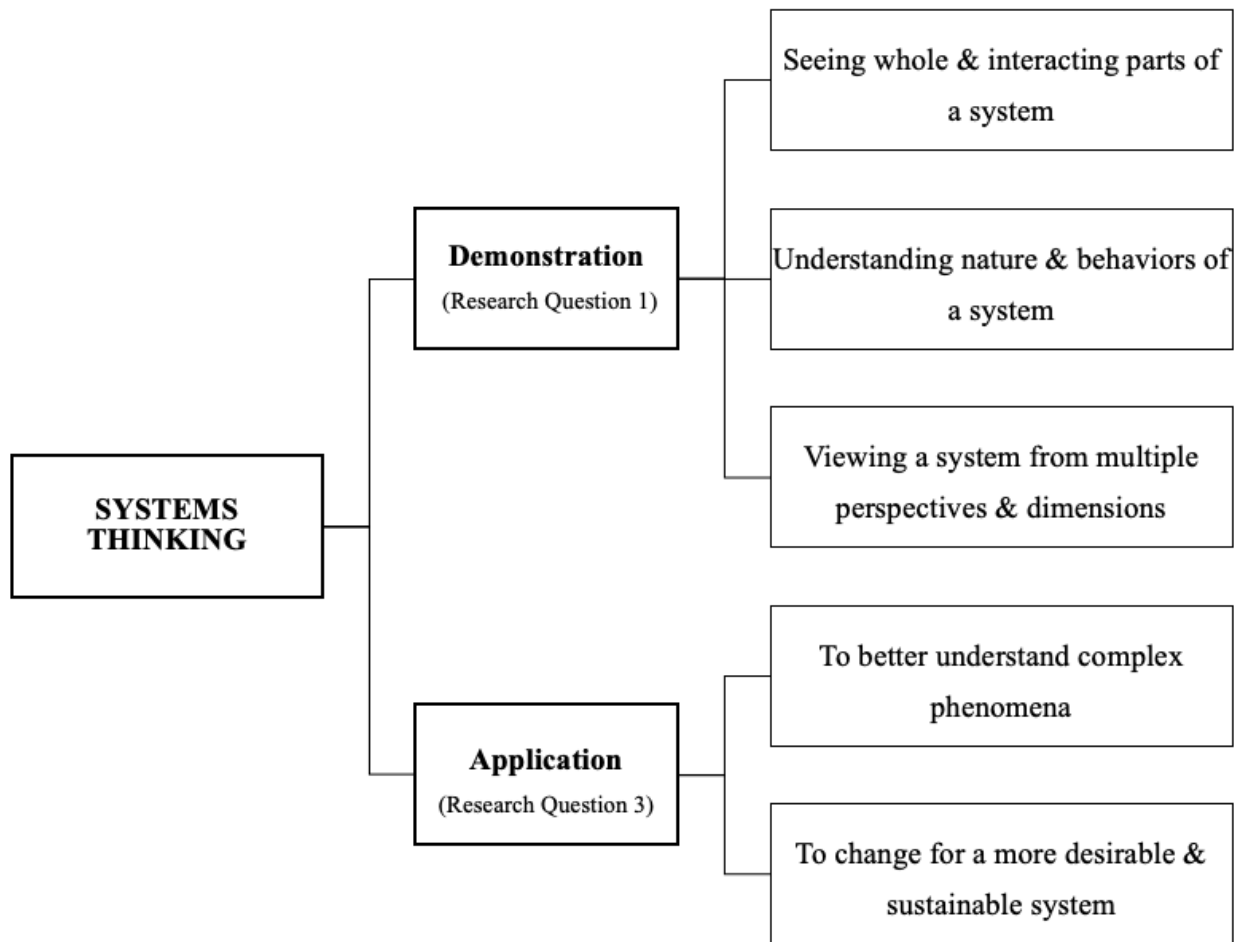 Seeing whole & interacting parts of
a system
Demonstration
(Research Question 1)
Understanding nature & behaviors of
a system
Viewing a system from multiple
perspectives & dimensions
SYSTEMS
THINKING
To better understand complex
phenomena
Application
(Research Question 3)
To change for a more desirable &
sustainable system